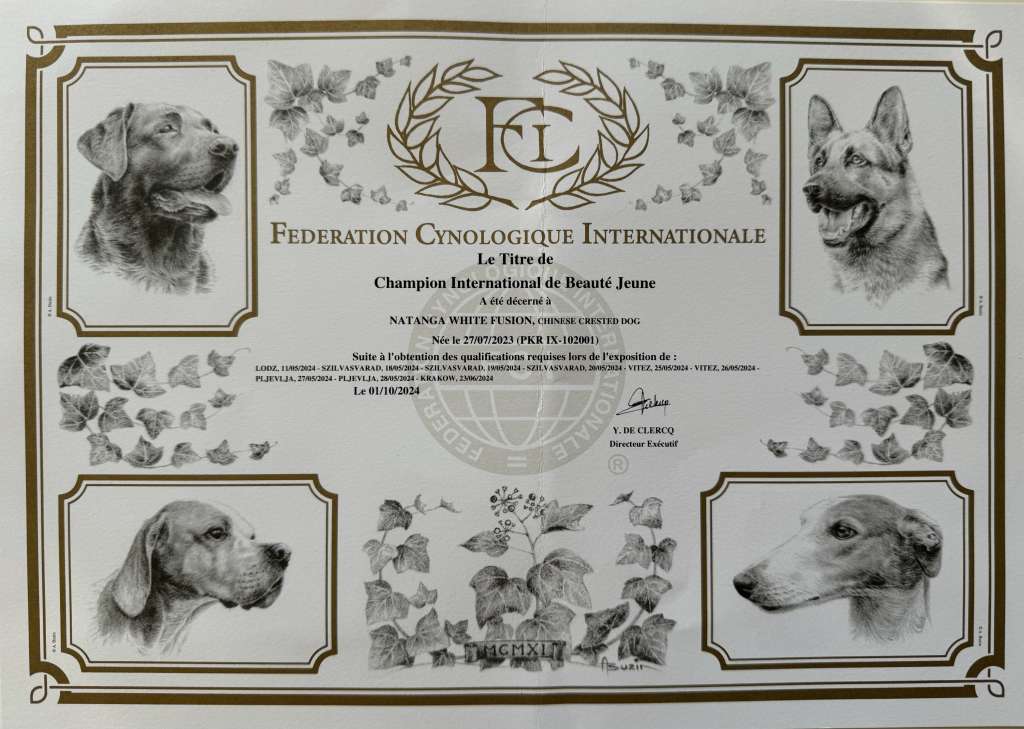 FCI
FEDERATION CYNOLOGIQUE INTERNATIONALE
Le Titre de
Champion International de Beauté Jeune
A été décerné à
NATANGA WHITE FUSION, CHINESE CRESTED DOG
Née le 27/07/2023 (PKR IX-102001)
Suite à l'obtention des qualifications requises lors de l'exposition de :
LODZ, 11/05/2024 - SZILVASVARAD, 18/05/2024 - SZILVASVARAD, 19/05/2024 - SZILVASVARAD, 20/05/2024 - VITEZ, 25/05/2024 - VITEZ, 26/05/2024 -
PLJEVLJA, 27/05/2024 - PLJEVLJA, 28/05/2024 - KRAKOW, 23/06/2024
Le 01/10/2024
Y. DE CLERCQ
Directeur Exécutif
®
MCMXI